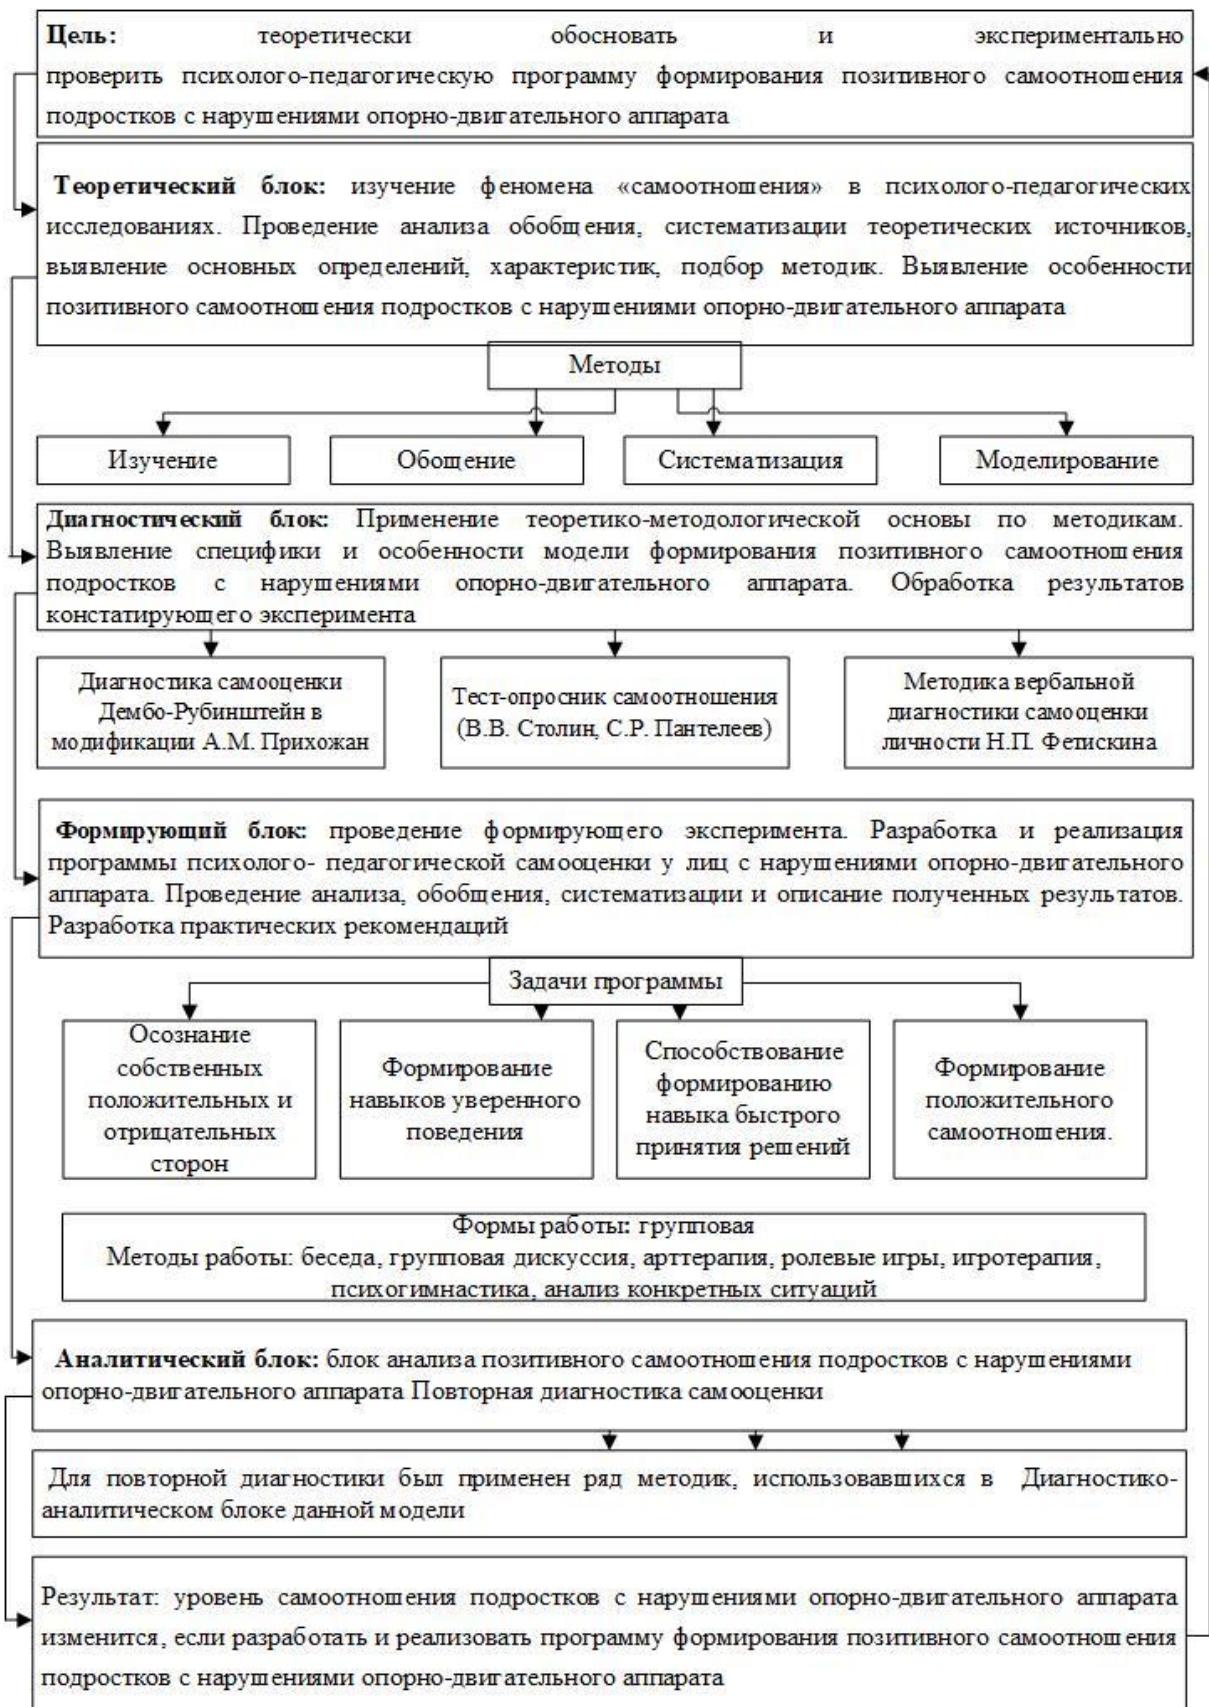 Цель: теоретически обосновать и экспериментально
проверить психолого-педагогическую программу формирования позитивного самоотношения
подростков с нарушениями опорно-двигательного аппарата
Теоретический блок: изучение феномена «самоотношения» в психолого-педагогических
исследованиях. Проведение анализа обобщения, систематизации теоретических источников,
выявление основных определений, характеристик, подбор методик. Выявление особенности
позитивного самоотношения подростков с нарушениями опорно-двигательного аппарата
Методы
Изучение
Обощение
Систематизация
Моделирование
Диагностический блок: Применение теоретико-методологической основы по методикам.
Выявление специфики и особенности модели формирования позитивного самоотношения
подростков с нарушениями опорно-двигательного аппарата. Обработка результатов
констатирующего эксперимента
Диагностика самооценки
Дембо-Рубинштейн в
модификации А.М. Прихожан
Тест-опросник самоотношения
(В.В. Столин, С.Р. Пантелеев)
Методика вербальной
диагностики самооценки
личности Н.П. Фетискина
Формирующий блок: проведение формирующего эксперимента. Разработка и реализация
программы психолого- педагогической самооценки у лиц с нарушениями опорно-двигательного
аппарата. Проведение анализа, обобщения, систематизации и описание полученных результатов.
Разработка практических рекомендаций
Задачи программы
Осознание
собственных
положительных и
отрицательных
сторон
Формирование
навыков уверенного
поведения
Способствование
формированию
навыка быстрого
принятия решений
Формирование
положительного
самоотношения.
Формы работы: групповая
Методы работы: беседа, групповая дискуссия, арттерапия, ролевые игры, игротерапия,
психогимнастика, анализ конкретных ситуаций
Аналитический блок: блок анализа позитивного самоотношения подростков с нарушениями
опорно-двигательного аппарата Повторная диагностика самооценки
Для повторной диагностики был применен ряд методик, использовавшихся в Диагностико-
аналитическом блоке данной модели
Результат: уровень самоотношения подростков с нарушениями опорно-двигательного аппарата
изменится, если разработать и реализовать программу формирования позитивного самоотношения
подростков с нарушениями опорно-двигательного аппарата